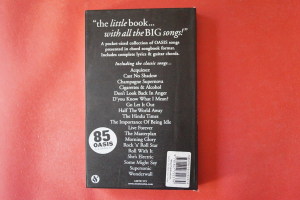 "the little book...
with all the BIG songs!"
A pocket-sized collection of OASIS songs
presented in chord songbook format.
Includes complete lyrics & guitar chords.
Including the classic songs...
Acquiesce
Cast No Shadow
Champagne Supernova
Cigarettes & Alcohol
Don't Look Back In Anger
D'you Know What I Mean?
Go Let It Out
Half The World Away
The Hindu Times
The Importance Of Being Idle
Live Forever
The Masterplan
Morning Glory
Rock 'n' Roll Star
Roll With It
She's Electric
Some Might Say
Supersonic
Wonderwall
85
OASIS